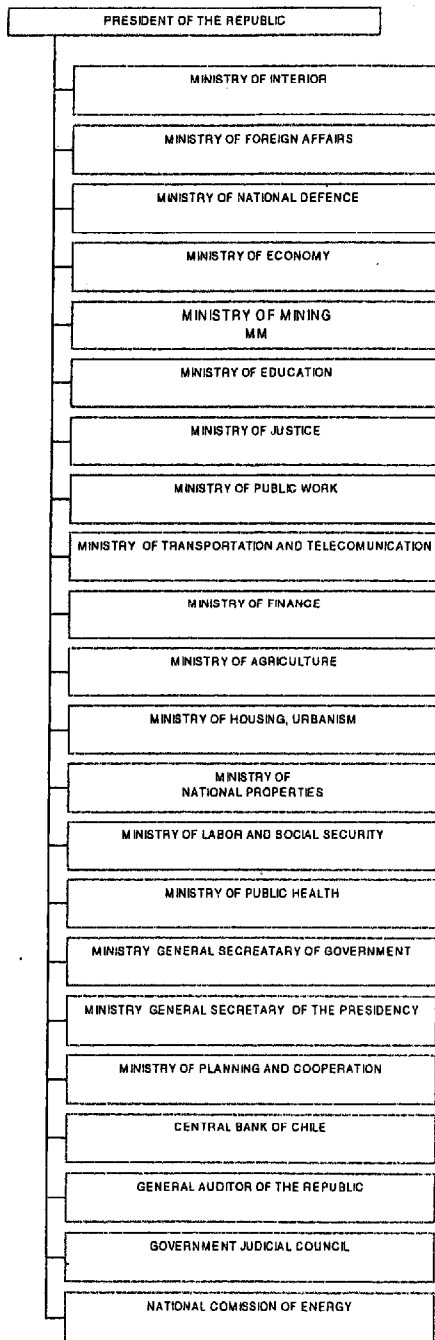 PRESIDENT OF THE REPUBLIC
MINISTRY OF INTERIOR
MINISTRY OF FOREIGN AFFAIRS
MINISTRY OF NATIONAL DEFENCE
MINISTRY OF ECONOMY
MINISTRY OF MINING
MM
MINISTRY OF EDUCATION
MINISTRY OF JUSTICE
MINISTRY OF PUBLIC WORK
MINISTRY OF TRANSPORTATION AND TELECOMUNICATION
MINISTRY OF FINANCE
MINISTRY OF AGRICULTURE
MINISTRY OF HOUSING, URBANISM
MINISTRY OF
NATIONAL PROPERTIES
MINISTRY OF LABOR AND SOCIAL SECURITY
MINISTRY OF PUBLIC HEALTH
MINISTRY GENERAL SECREATARY OF GOVERNMENT
MINISTRY GENERAL SECRETARY OF THE PRESIDENCY
MINISTRY OF PLANNING AND COOPERATION
CENTRAL BANK OF CHILE
GENERAL AUDITOR OF THE REPUBLIC
GOVERNMENT JUDICIAL COUNCIL
NATIONAL COMISSION OF ENERGY